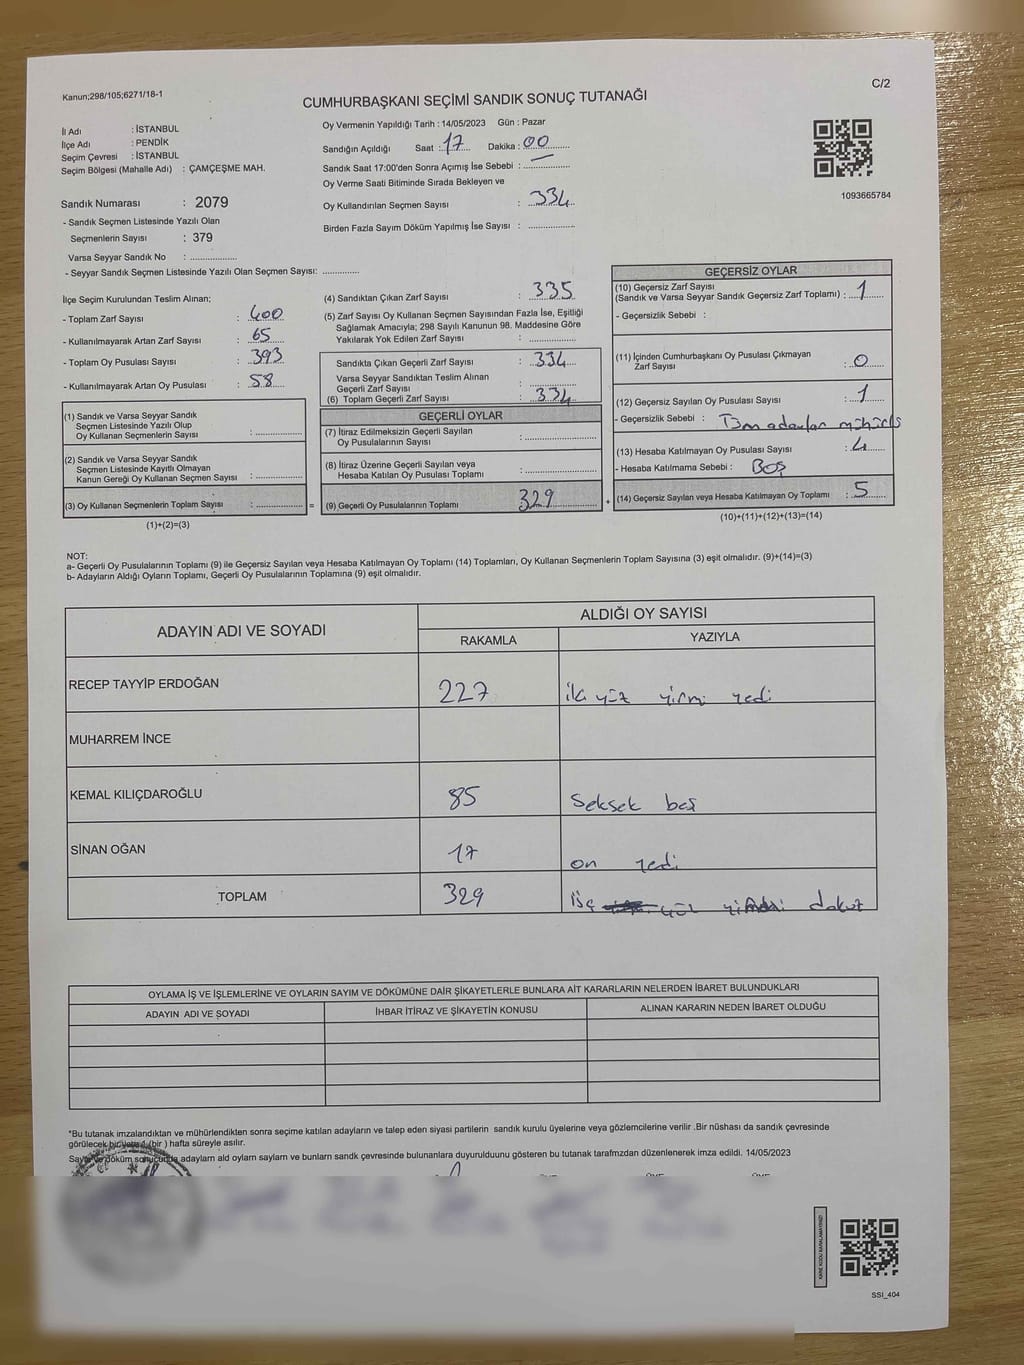 Kanun;298/105;6271/18-1
C/2
CUMHURBAŞKANI SEÇİMİ SANDIK SONUÇ TUTANAĞI
İl Adı : İSTANBUL
İlçe Adı : PENDİK
Seçim Çevresi : İSTANBUL
Seçim Bölgesi (Mahalle Adı) : ÇAMÇEŞME MAH.
Sandık Numarası : 2079
- Sandık Seçmen Listesinde Yazılı Olan
Seçmenlerin Sayısı : 379
Varsa Seyyar Sandık No : ..................
- Seyyar Sandık Seçmen Listesinde Yazılı Olan Seçmen Sayısı: ..............
Oy Vermenin Yapıldığı Tarih : 14/05/2023 Gün : Pazar
Sandığın Açıldığı Saat : 17 Dakika : 00
Sandık Saat 17:00'den Sonra Açımış İse Sebebi : —
Oy Verme Saati Bitiminde Sırada Bekleyen ve
Oy Kullandırılan Seçmen Sayısı : 334
Birden Fazla Sayım Döküm Yapılmış İse Sayısı : ..................
1093665784
İlçe Seçim Kurulundan Teslim Alınan;
- Toplam Zarf Sayısı : 400
- Kullanılmayarak Artan Zarf Sayısı : 65
- Toplam Oy Pusulası Sayısı : 393
- Kullanılmayarak Artan Oy Pusulası : 58
(1) Sandık ve Varsa Seyyar Sandık
Seçmen Listesinde Yazılı Olup
Oy Kullanan Seçmenlerin Sayısı : ..................
(2) Sandık ve Varsa Seyyar Sandık
Seçmen Listesinde Kayıtlı Olmayan
Kanun Gereği Oy Kullanan Seçmen Sayısı : ..................
(3) Oy Kullanan Seçmenlerin Toplam Sayısı : ..................
(1)+(2)=(3)
=
(4) Sandıktan Çıkan Zarf Sayısı : 335
(5) Zarf Sayısı Oy Kullanan Seçmen Sayısından Fazla İse, Eşitliği
Sağlamak Amacıyla; 298 Sayılı Kanunun 98. Maddesine Göre
Yakılarak Yok Edilen Zarf Sayısı : ..................
Sandıkta Çıkan Geçerli Zarf Sayısı : 334
Varsa Seyyar Sandıktan Teslim Alınan
Geçerli Zarf Sayısı : ..................
(6) Toplam Geçerli Zarf Sayısı : 334
GEÇERLİ OYLAR
(7) İtiraz Edilmeksizin Geçerli Sayılan
Oy Pusulalarının Sayısı : ..................
(8) İtiraz Üzerine Geçerli Sayılan veya
Hesaba Katılan Oy Pusulası Toplamı : ..................
(9) Geçerli Oy Pusulalarının Toplamı 329
+
GEÇERSİZ OYLAR
(10) Geçersiz Zarf Sayısı
(Sandık ve Varsa Seyyar Sandık Geçersiz Zarf Toplamı) : 1
- Geçersizlik Sebebi :
(11) İçinden Cumhurbaşkanı Oy Pusulası Çıkmayan
Zarf Sayısı : 0
(12) Geçersiz Sayılan Oy Pusulası Sayısı : 1
- Geçersizlik Sebebi : Tüm adaylar mühürlü
(13) Hesaba Katılmayan Oy Pusulası Sayısı : 4
- Hesaba Katılmama Sebebi : BOŞ
(14) Geçersiz Sayılan veya Hesaba Katılmayan Oy Toplamı : 5
(10)+(11)+(12)+(13)=(14)
NOT:
a- Geçerli Oy Pusulalarının Toplamı (9) ile Geçersiz Sayılan veya Hesaba Katılmayan Oy Toplamı (14) Toplamları, Oy Kullanan Seçmenlerin Toplam Sayısına (3) eşit olmalıdır. (9)+(14)=(3)
b- Adayların Aldığı Oyların Toplamı, Geçerli Oy Pusulalarının Toplamına (9) eşit olmalıdır.
ADAYIN ADI VE SOYADI
ALDIĞI OY SAYISI
RAKAMLA YAZIYLA
RECEP TAYYİP ERDOĞAN 227 iki yüz yirmi yedi
MUHARREM İNCE
KEMAL KILIÇDAROĞLU 85 Seksek beş
SİNAN OĞAN 17 on yedi
TOPLAM 329 üç yüz yirmi dokuz
OYLAMA İŞ VE İŞLEMLERİNE VE OYLARIN SAYIM VE DÖKÜMÜNE DAİR ŞİKAYETLERLE BUNLARA AİT KARARLARIN NELERDEN İBARET BULUNDUKLARI
ADAYIN ADI VE ŞOYADI İHBAR İTİRAZ VE ŞİKAYETİN KONUSU ALINAN KARARIN NEDEN İBARET OLDUĞU
*Bu tutanak imzalandıktan ve mühürlendikten sonra seçime katılan adayların ve talep eden siyasi partilerin sandık kurulu üyelerine veya gözlemcilerine verilir .Bir nüshası da sandık çevresinde
görülecek bir yere 1 (bir ) hafta süreyle asılır.
Sayım ve döküm sonucunda adaylarn ald oylarn saylarn ve bunlarn sandk çevresinde bulunanlara duyurulduunu gösteren bu tutanak tarafmzdan düzenlenerek imza edildi. 14/05/2023
KARE KODU KARALAMAYINIZ!
SSI_404